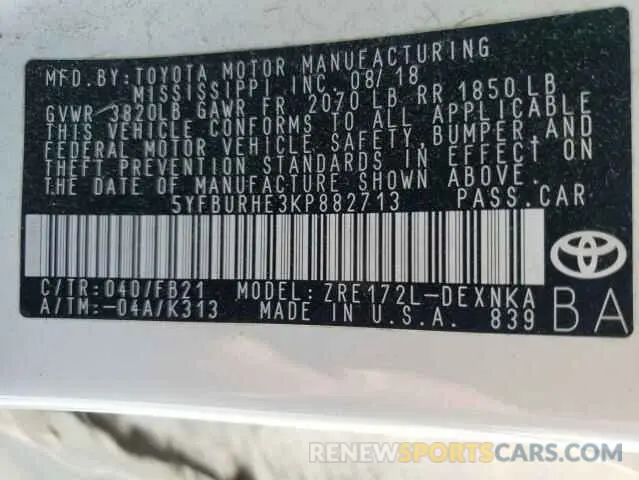 MFD.BY: TOYOTA MOTOR MANUFACTURING
MISSISSIPPI INC. 08/18
GVWR 3820LB GAWR FR 2070 LB RR 1850 LB
THIS VEHICLE CONFORMS TO ALL APPLICABLE
FEDERAL MOTOR VEHICLE SAFETY, BUMPER, AND
THEFT PREVENTION STANDARDS IN EFFECT ON
THE DATE OF MANUFACTURE SHOWN ABOVE.
5YFBURHE3KP882713 PASS.CAR
C/TR: 040/FB21 MODEL: ZRE172L-DEXNKA
A/TM: -04A/K313 MADE IN U.S.A. 839
BA
RENEWSPORTSCARS.COM